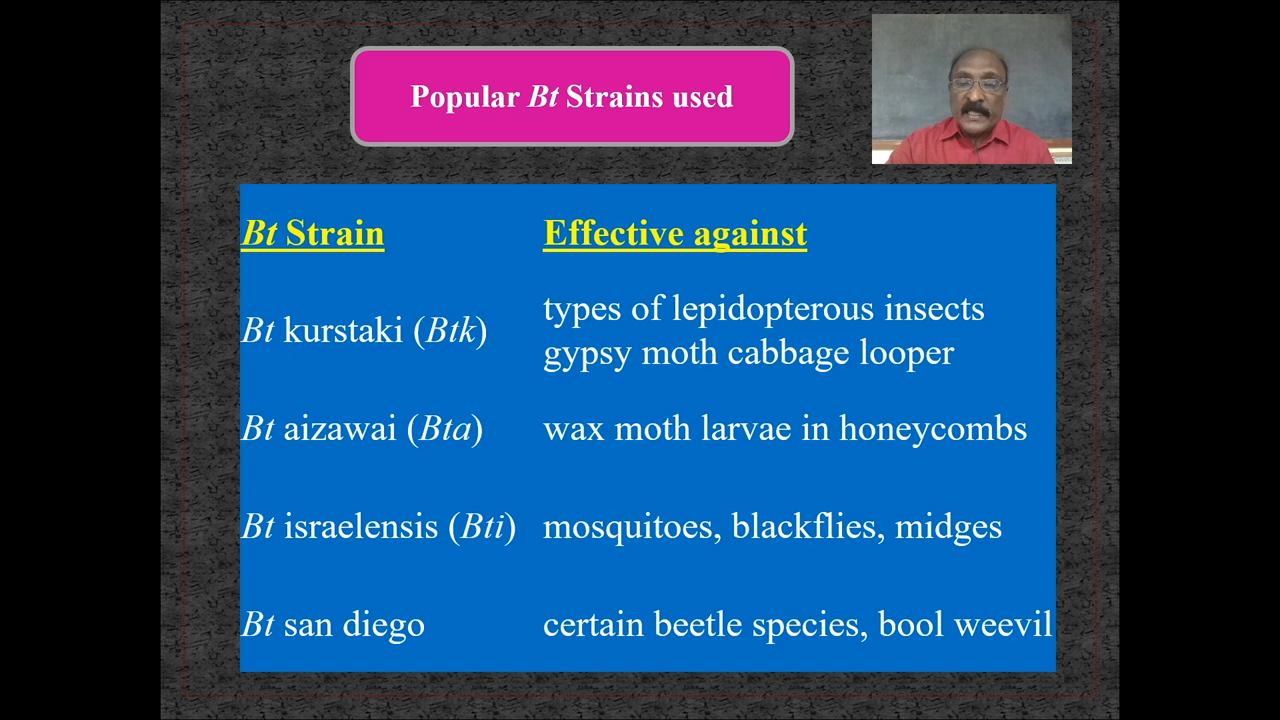 Popular Bt Strains used
Bt Strain Effective against
types of lepidopterous insects
Bt kurstaki (Btk)
gypsy moth cabbage looper
Bt aizawai (Bta) wax moth larvae in honeycombs
Bt israelensis (Bti) mosquitoes, blackflies, midges
Bt san diego certain beetle species, bool weevil